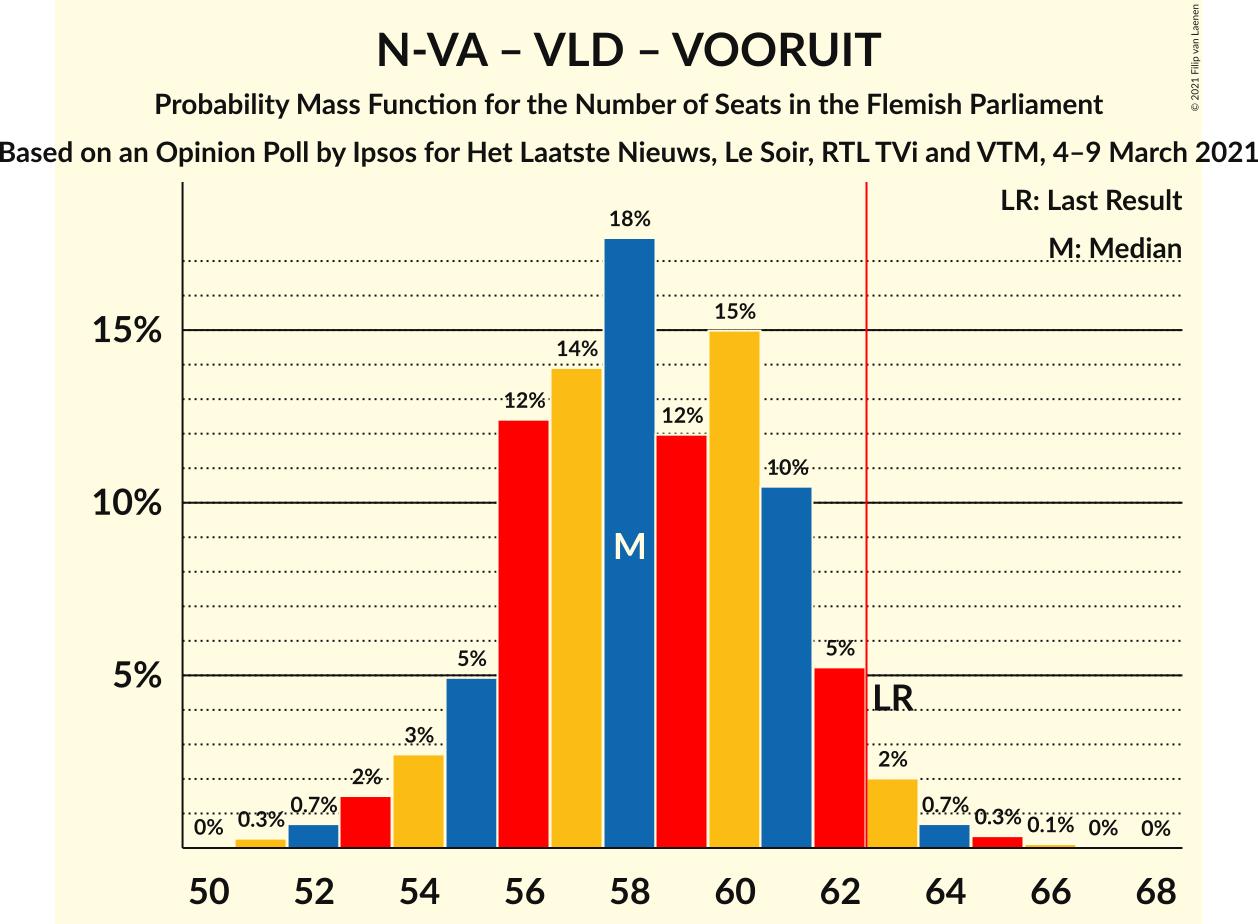 N-VA – VLD – VOORUIT
Probability Mass Function for the Number of Seats in the Flemish Parliament
Based on an Opinion Poll by Ipsos for Het Laatste Nieuws, Le Soir, RTL TVi and VTM, 4–9 March 2021
© 2021 Filip van Laenen
LR: Last Result
M: Median
15%
10%
5%
0%
0.3%
0.7%
2%
3%
5%
12%
14%
18%
12%
15%
10%
5%
2%
0.7%
0.3%
0.1%
0%
0%
M
LR
50 52 54 56 58 60 62 64 66 68